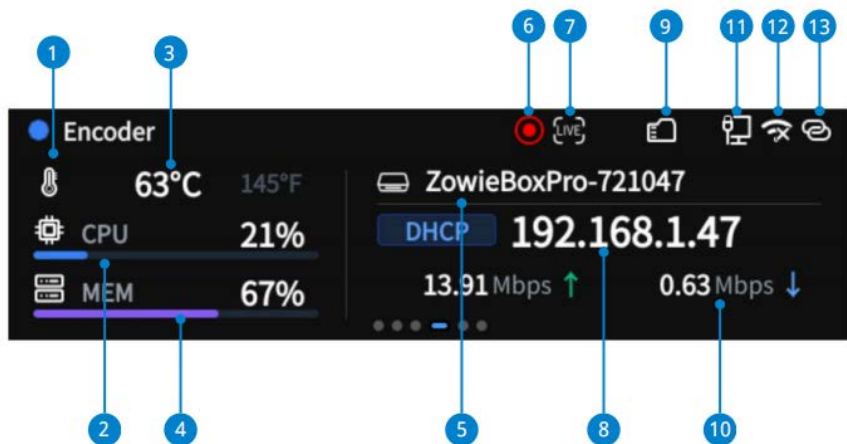 1 3 6 7 9 11 12 13
Encoder LIVE
63°C 145°F
ZowieBoxPro-721047
CPU 21%
DHCP 192.168.1.47
MEM 67%
13.91 Mbps ↑ 0.63 Mbps ↓
2 4 5 8 10